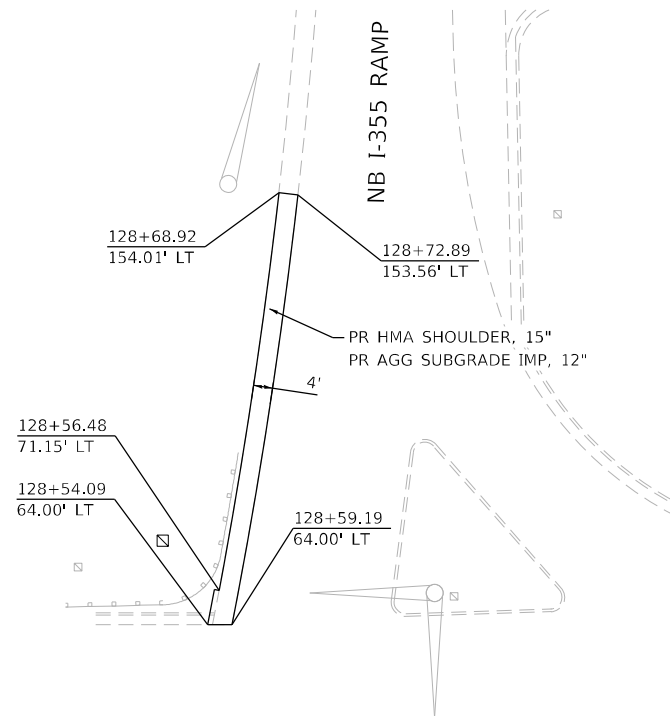 NB I-355 RAMP
128+68.92
154.01' LT
128+72.89
153.56' LT
PR HMA SHOULDER, 15"
PR AGG SUBGRADE IMP, 12"
4'
128+56.48
71.15' LT
128+54.09
64.00' LT
128+59.19
64.00' LT